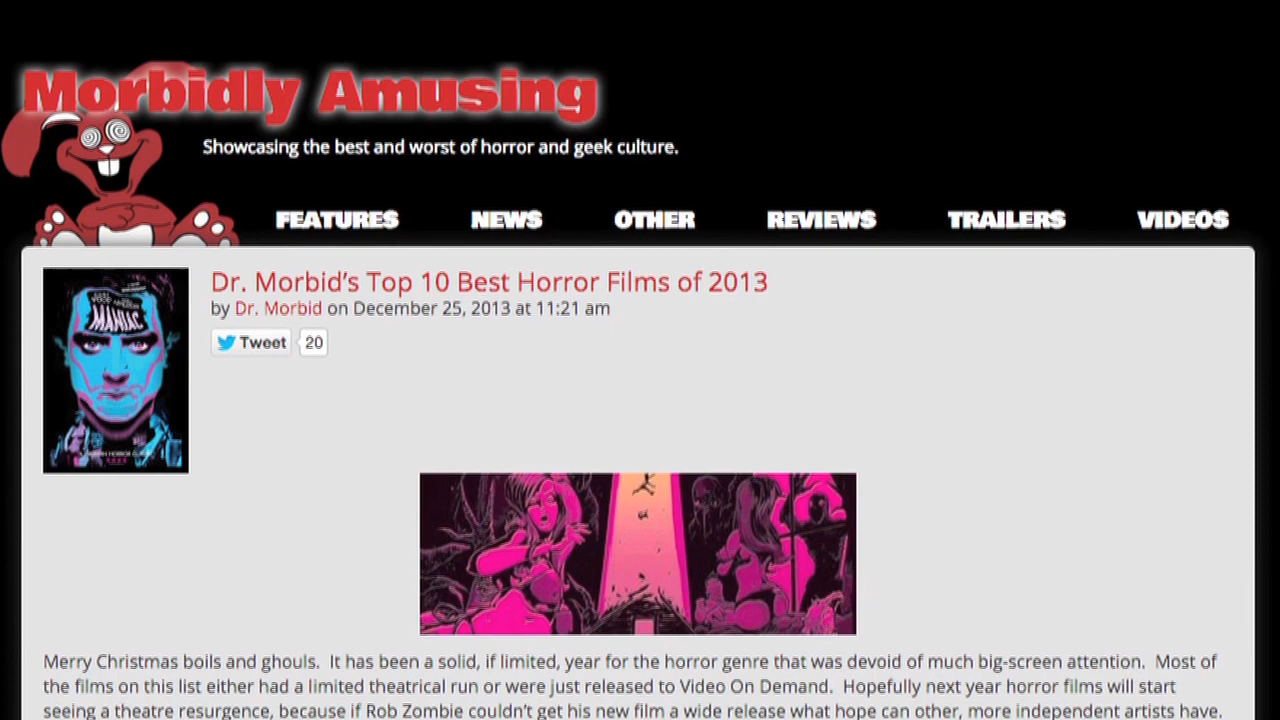 Morbidly Amusing
Showcasing the best and worst of horror and geek culture.
FEATURES NEWS OTHER REVIEWS TRAILERS VIDEOS
MANIAC
Dr. Morbid’s Top 10 Best Horror Films of 2013
by Dr. Morbid on December 25, 2013 at 11:21 am
Tweet 20
Merry Christmas boils and ghouls. It has been a solid, if limited, year for the horror genre that was devoid of much big-screen attention. Most of
the films on this list either had a limited theatrical run or were just released to Video On Demand. Hopefully next year horror films will start
seeing a theatre resurgence, because if Rob Zombie couldn’t get his new film a wide release what hope can other, more independent artists have.